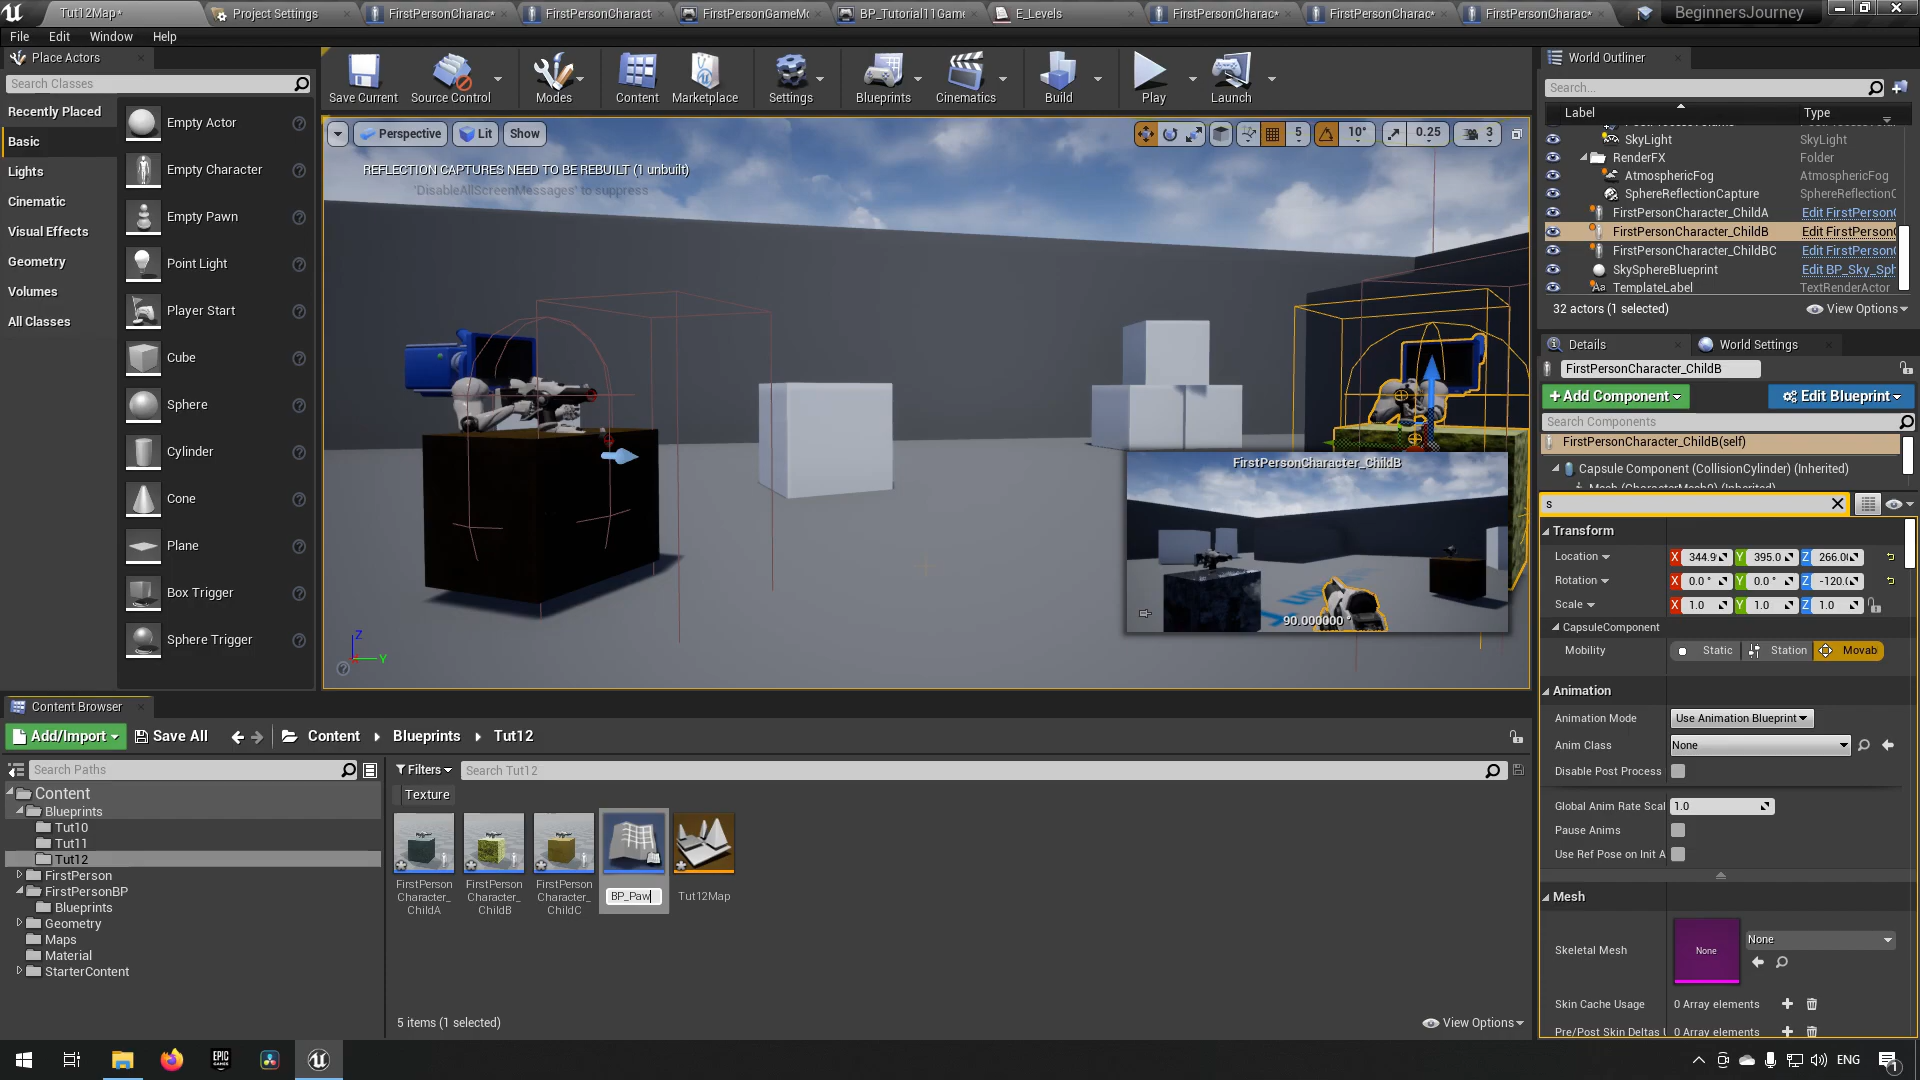 Tut12Map*
Project Settings
FirstPersonCharac*
FirstPersonCharact
FirstPersonGameMo
BP_Tutorial11Game
E_Levels
FirstPersonCharac*
FirstPersonCharac*
FirstPersonCharac*
BeginnersJourney
File Edit Window Help
Place Actors
Search Classes
Recently Placed
Basic
Lights
Cinematic
Visual Effects
Geometry
Volumes
All Classes
Empty Actor
Empty Character
Empty Pawn
Point Light
Player Start
Cube
Sphere
Cylinder
Cone
Plane
Box Trigger
Sphere Trigger
Save Current
Source Control
Modes
Content
Marketplace
Settings
Blueprints
Cinematics
Build
Play
Launch
Perspective
Lit
Show
5
10°
0.25
3
REFLECTION CAPTURES NEED TO BE REBUILT (1 unbuilt)
'DisableAllScreenMessages' to suppress
FirstPersonCharacter_ChildB
90.000000 °
Z
Y
World Outliner
Search...
Label
Type
SkyLight SkyLight
RenderFX Folder
AtmosphericFog AtmosphericFog
SphereReflectionCapture SphereReflectionC
FirstPersonCharacter_ChildA Edit FirstPerson(
FirstPersonCharacter_ChildB Edit FirstPerson(
FirstPersonCharacter_ChildBC Edit FirstPerson(
SkySphereBlueprint Edit BP_Sky_Sph
TemplateLabel TextRenderActor
32 actors (1 selected)
View Options
Details
World Settings
FirstPersonCharacter_ChildB
+Add Component
Edit Blueprint
Search Components
FirstPersonCharacter_ChildB(self)
Capsule Component (CollisionCylinder) (Inherited)
Mesh (CharacterMesh0) (Inherited)
s
Transform
Location X 344.9 Y 395.0 Z 266.0
Rotation X 0.0 ° Y 0.0 ° Z -120.(
Scale X 1.0 Y 1.0 Z 1.0
CapsuleComponent
Mobility Static Station Movab
Animation
Animation Mode Use Animation Blueprint
Anim Class None
Disable Post Process
Global Anim Rate Scal 1.0
Pause Anims
Use Ref Pose on Init A
Mesh
Skeletal Mesh None None
Skin Cache Usage 0 Array elements
Pre/Post Skin Deltas U 0 Array elements
Content Browser
Add/Import
Save All
Content
Blueprints
Tut12
Search Paths
Filters
Search Tut12
Texture
Content
Blueprints
Tut10
Tut11
Tut12
FirstPerson
FirstPersonBP
Blueprints
Geometry
Maps
Material
StarterContent
FirstPerson
Character_
ChildA
FirstPerson
Character_
ChildB
FirstPerson
Character_
ChildC
BP_Paw
Tut12Map
5 items (1 selected)
View Options
EPIC
GAMES
ENG
1